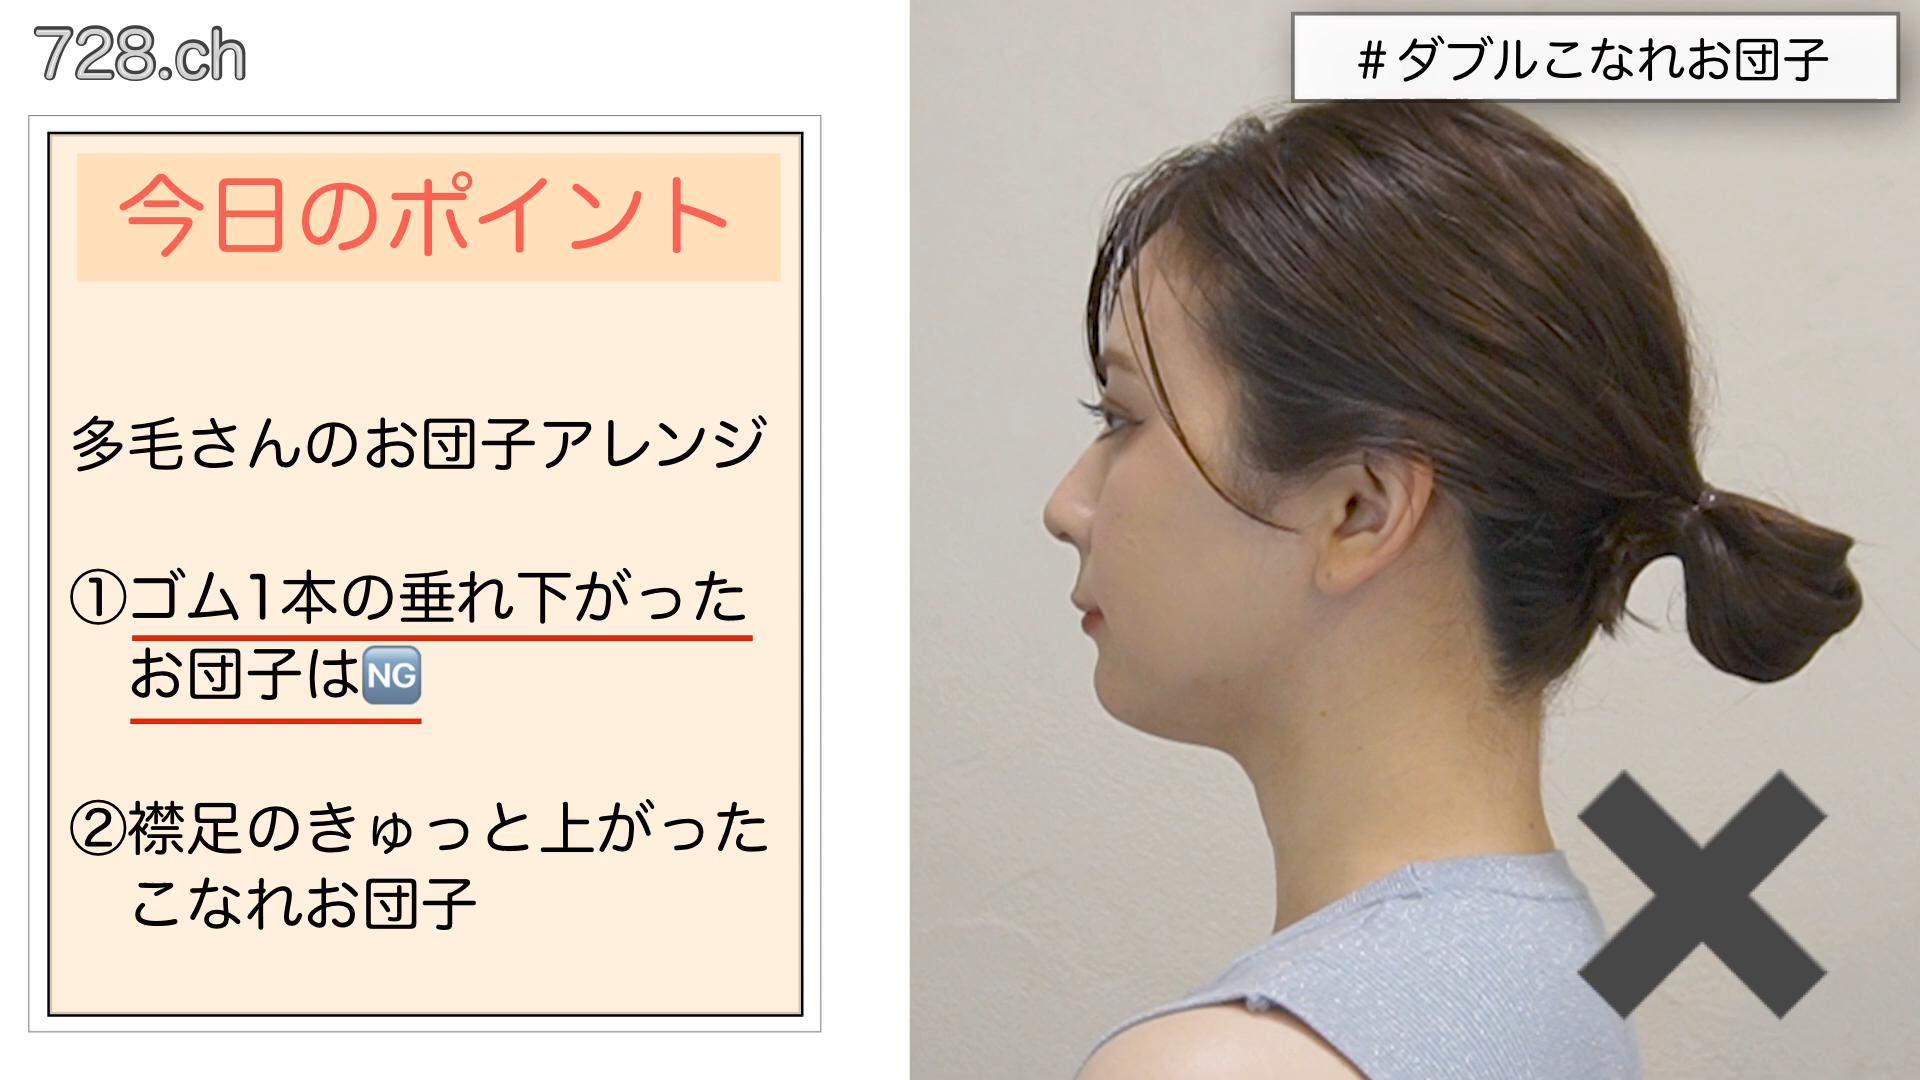 728.ch
#ダブルこなれお団子
今日のポイント
多毛さんのお団子アレンジ
①ゴム1本の垂れ下がった
お団子は🆖
②襟足のきゅっと上がった
こなれお団子